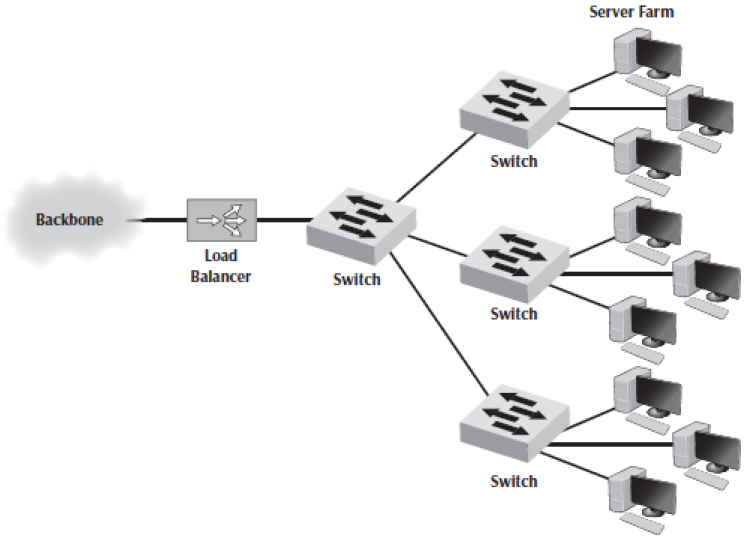 Server Farm
Switch
Backbone
Load
Balancer
Switch
Switch
Switch